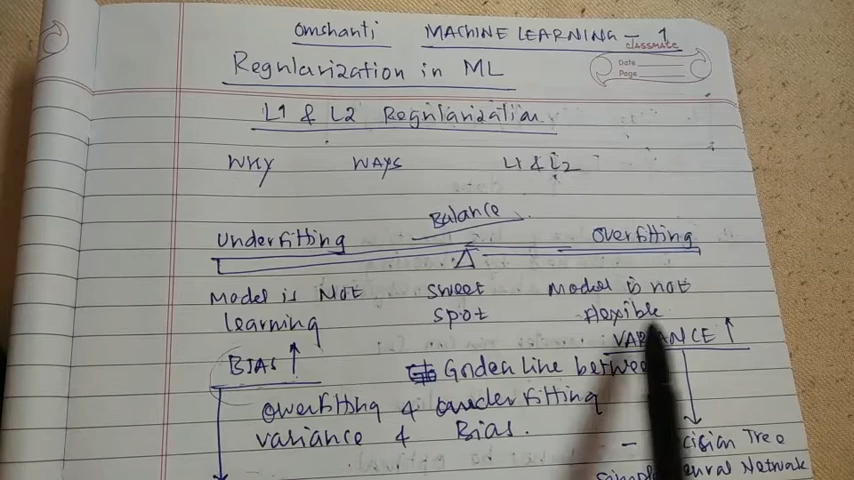 Omshanti MACHINE LEARNING - 1
CLASSMATE
Date
Page
Regularization in ML
L1 & L2 Regularization
WHY WAYS L1 & L2
Balance
Underfitting Overfitting
Model is Not Sweet Model is not
learning spot flexible
VARIANCE ↑
BIAS ↑ Golden line between
overfitting & underfitting
variance & Bias.
- Decision Tree
Neural Network